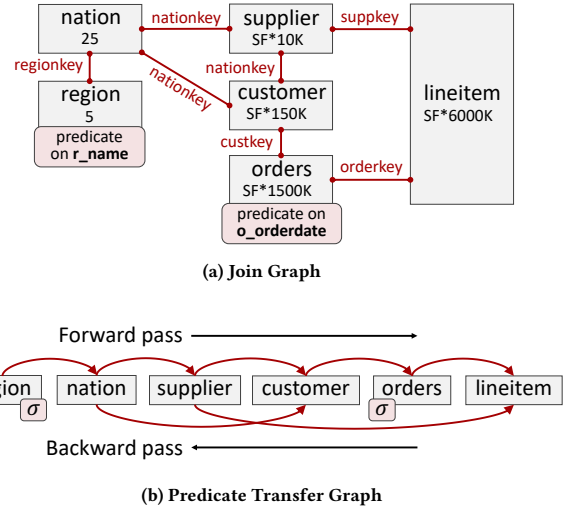 nation
25
nationkey
supplier
SF*10K
suppkey
regionkey
nationkey
nationkey
region
5
customer
SF*150K
lineitem
SF*6000K
predicate
on r_name
custkey
orders
SF*1500K
orderkey
predicate on
o_orderdate
(a) Join Graph
Forward pass
gion
nation
supplier
customer
orders
lineitem
σ
σ
Backward pass
(b) Predicate Transfer Graph